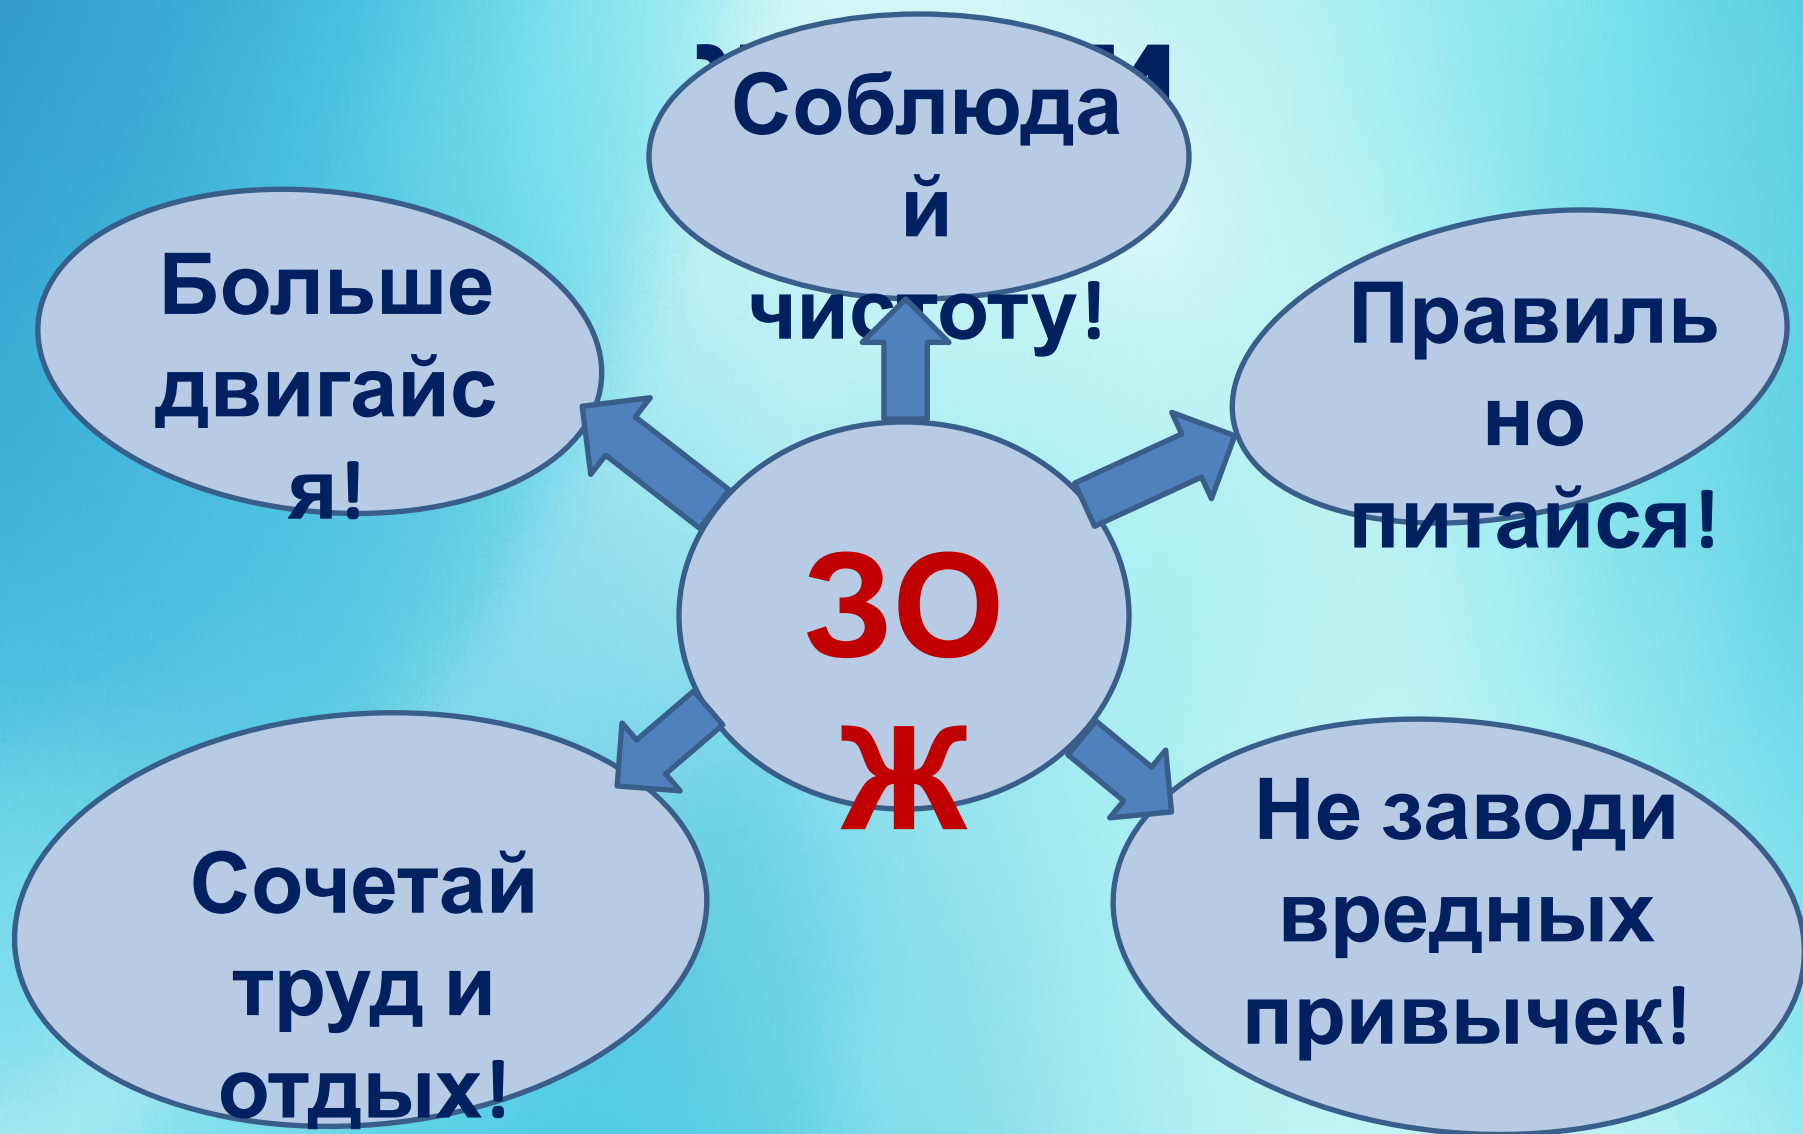 Соблюда
й
чистоту!
Больше
двигайс
я!
Правиль
но
питайся!
ЗО
Ж
Сочетай
труд и
отдых!
Не заводи
вредных
привычек!